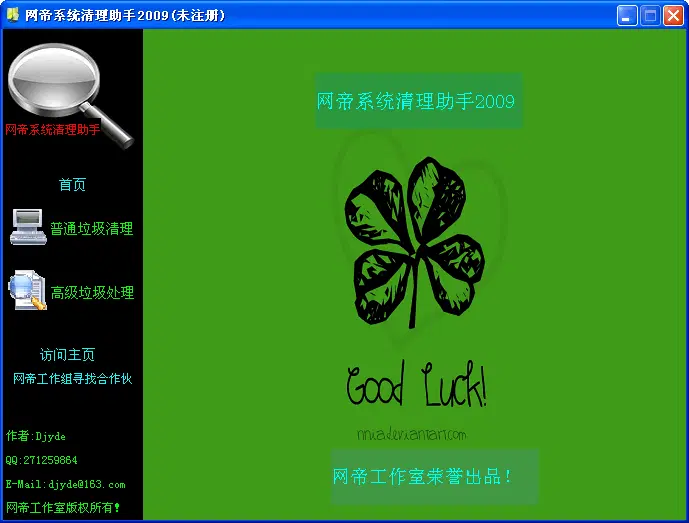 网帝系统清理助手2009(未注册)
网帝系统清理助手
首页
普通垃圾清理
高级垃圾处理
访问主页
网帝工作组寻找合作伙
作者:Djyde
QQ:271259864
E-Mail:djyde@163.com
网帝工作室版权所有!
网帝系统清理助手2009
Good Luck!
网帝工作室荣誉出品!